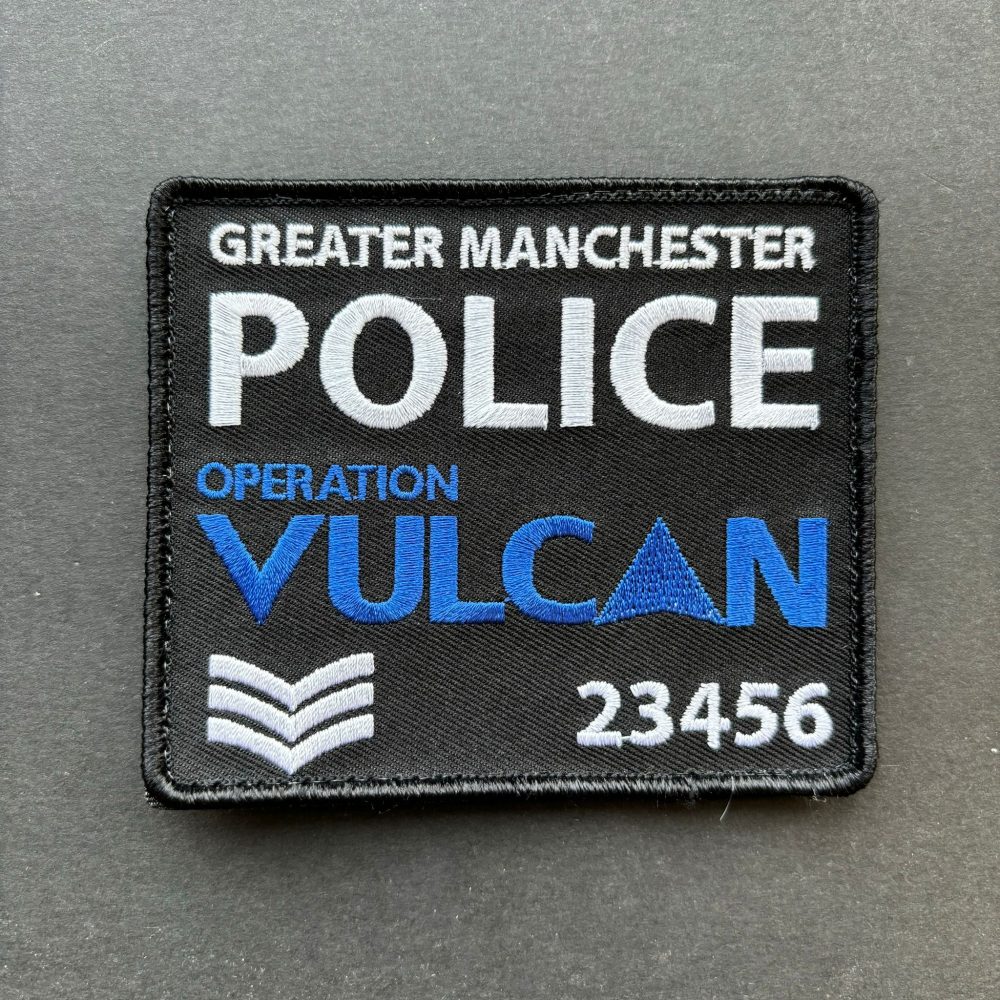 GREATER MANCHESTER
POLICE
OPERATION
VULCAN
23456